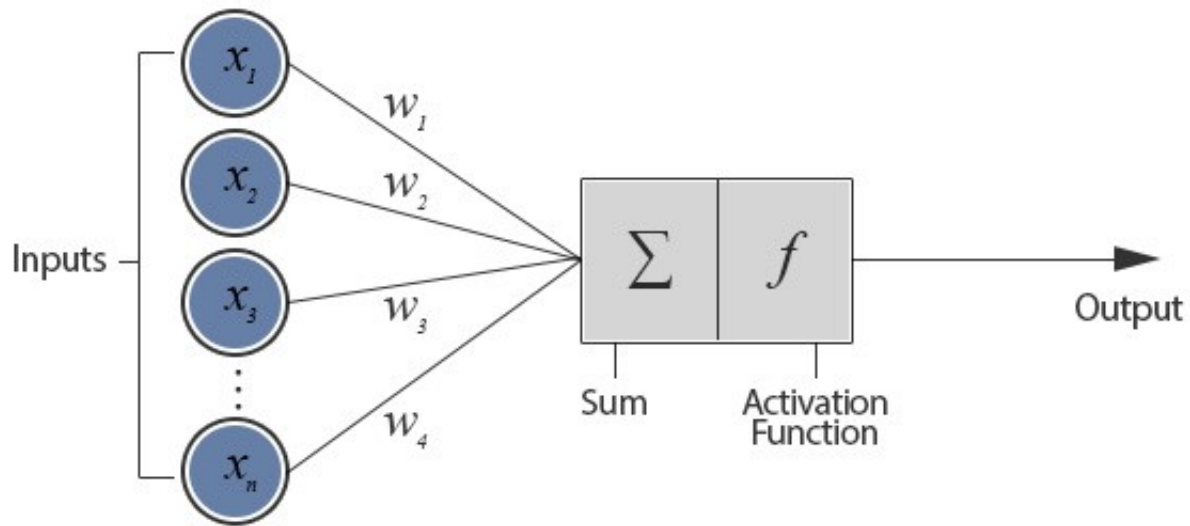 x₁
w₁
x₂
w₂
Inputs
x₃
w₃
Σ
f
Output
Sum
Activation
Function
w₄
xₙ